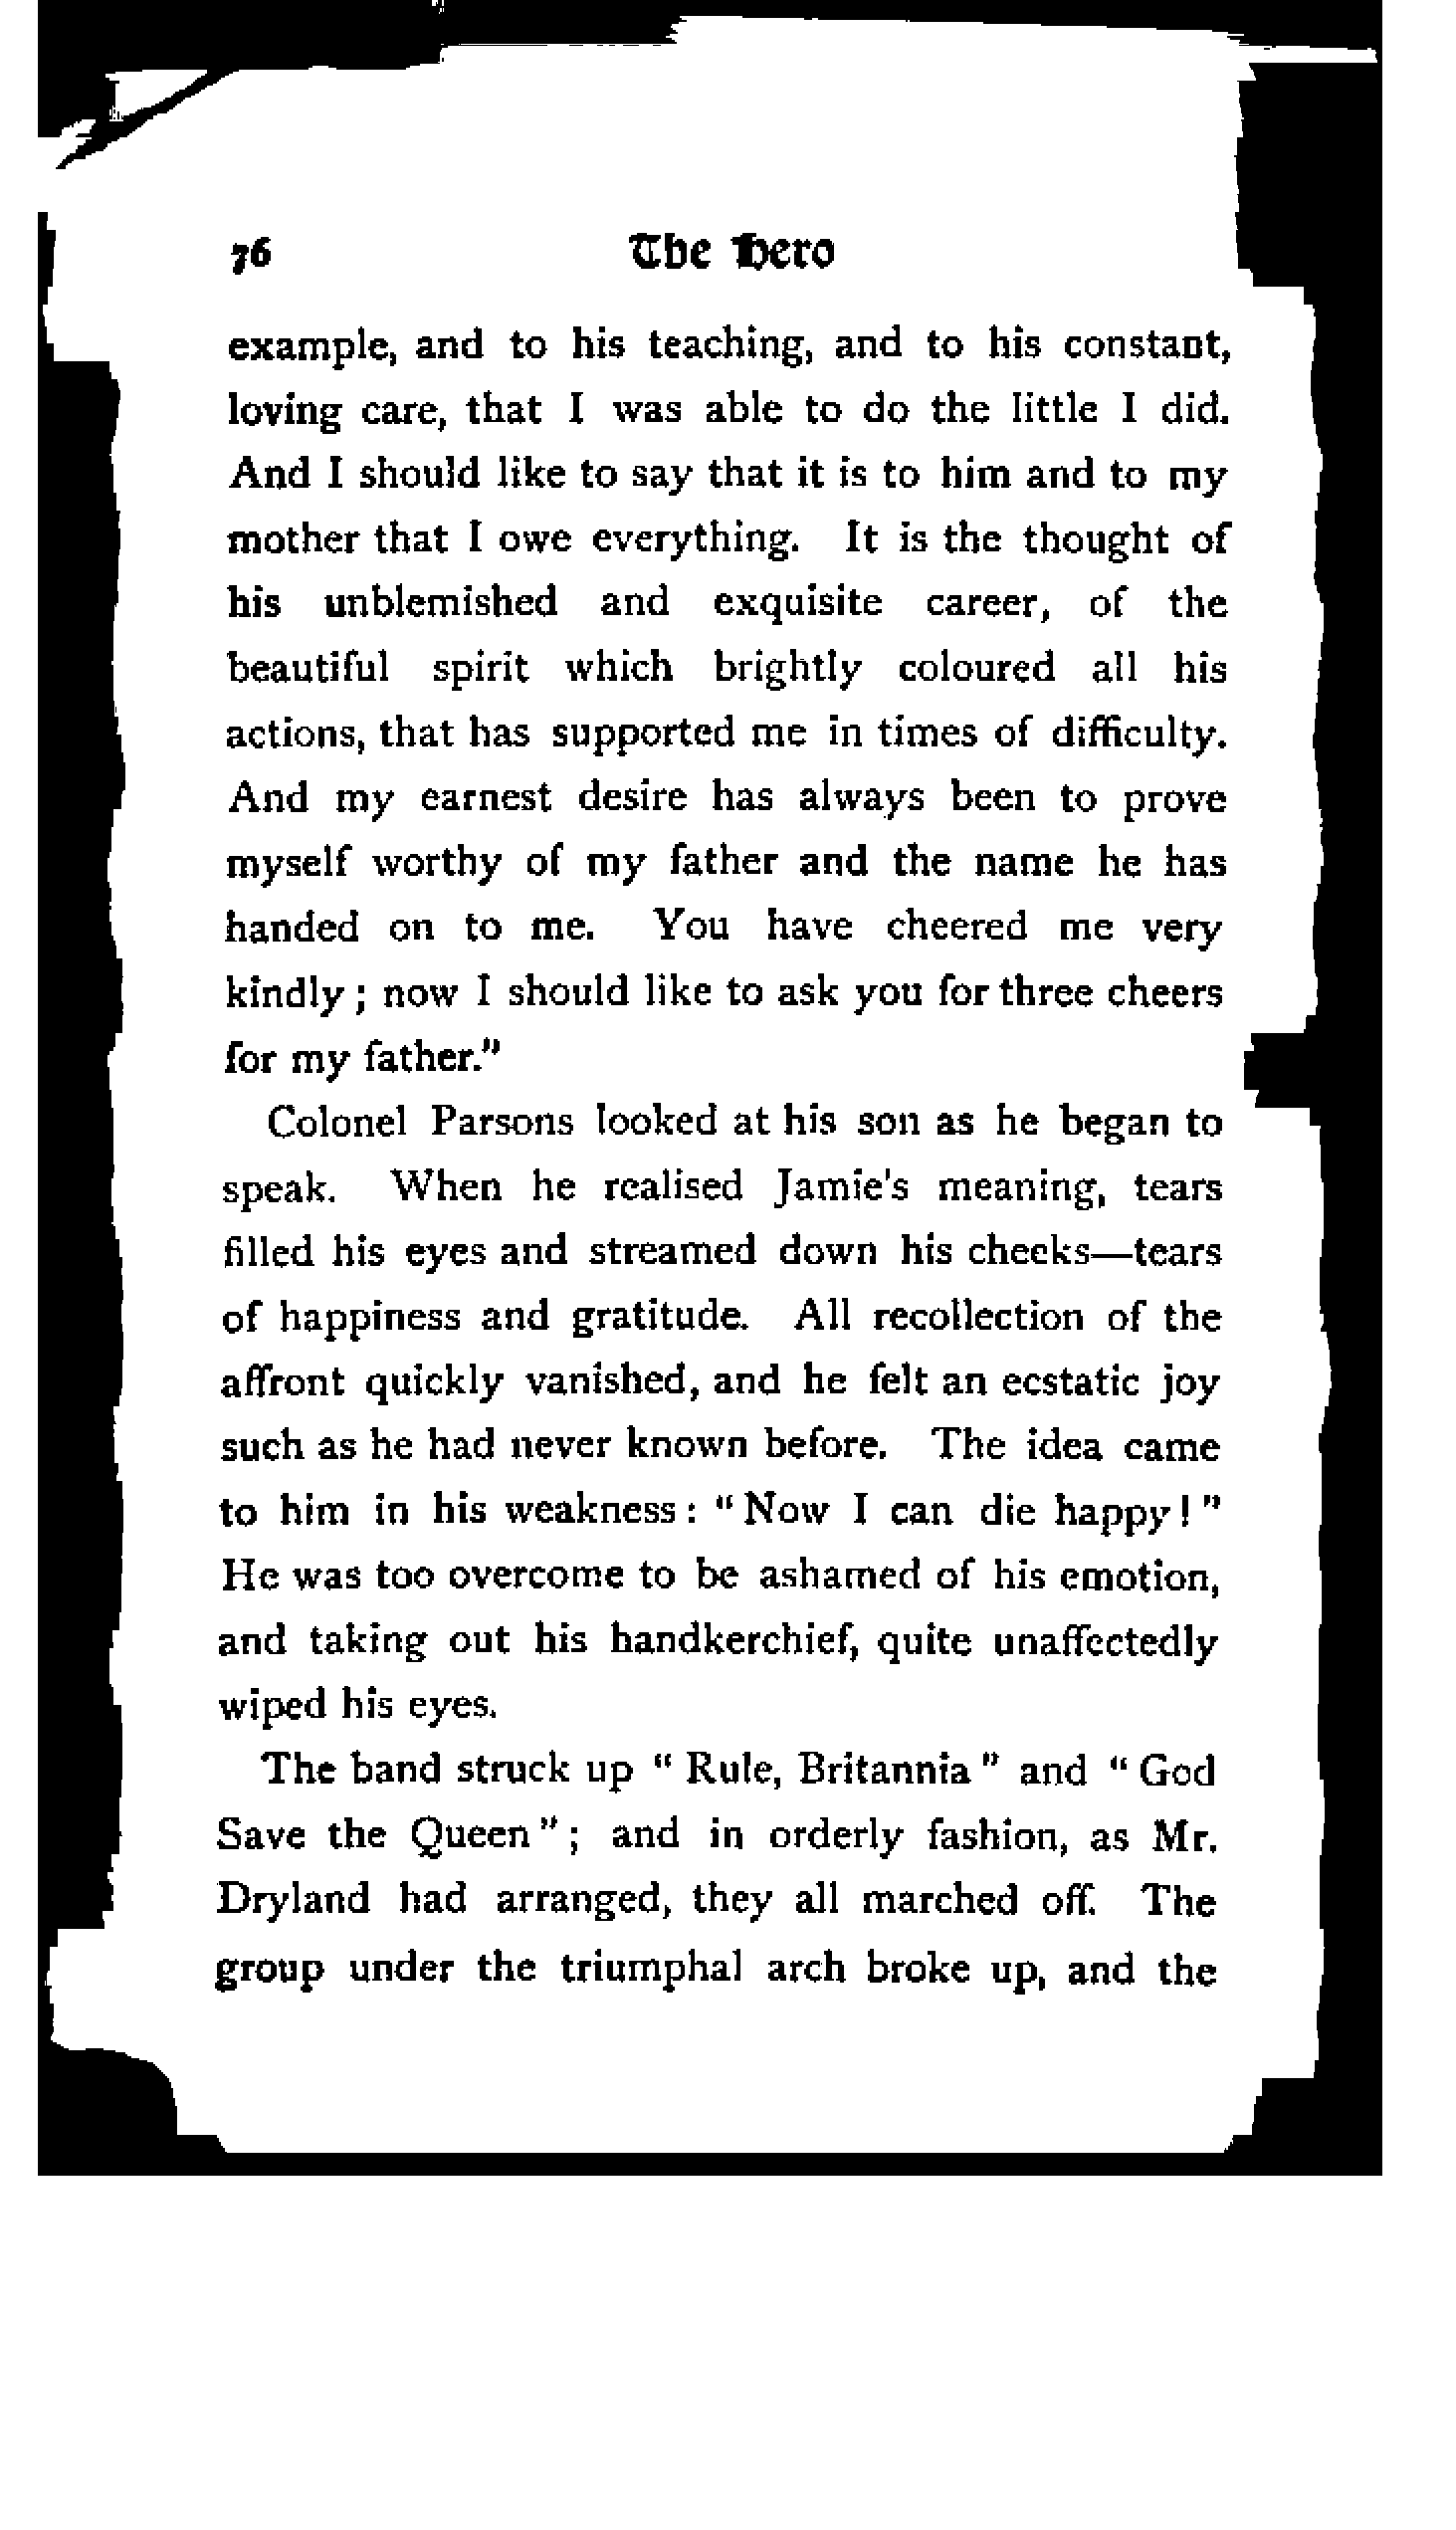 76 The Hero
example, and to his teaching, and to his constant,
loving care, that I was able to do the little I did.
And I should like to say that it is to him and to my
mother that I owe everything. It is the thought of
his unblemished and exquisite career, of the
beautiful spirit which brightly coloured all his
actions, that has supported me in times of difficulty.
And my earnest desire has always been to prove
myself worthy of my father and the name he has
handed on to me. You have cheered me very
kindly ; now I should like to ask you for three cheers
for my father."
Colonel Parsons looked at his son as he began to
speak. When he realised Jamie's meaning, tears
filled his eyes and streamed down his cheeks—tears
of happiness and gratitude. All recollection of the
affront quickly vanished, and he felt an ecstatic joy
such as he had never known before. The idea came
to him in his weakness : " Now I can die happy ! "
He was too overcome to be ashamed of his emotion,
and taking out his handkerchief, quite unaffectedly
wiped his eyes.
The band struck up " Rule, Britannia " and " God
Save the Queen " ; and in orderly fashion, as Mr.
Dryland had arranged, they all marched off. The
group under the triumphal arch broke up, and the